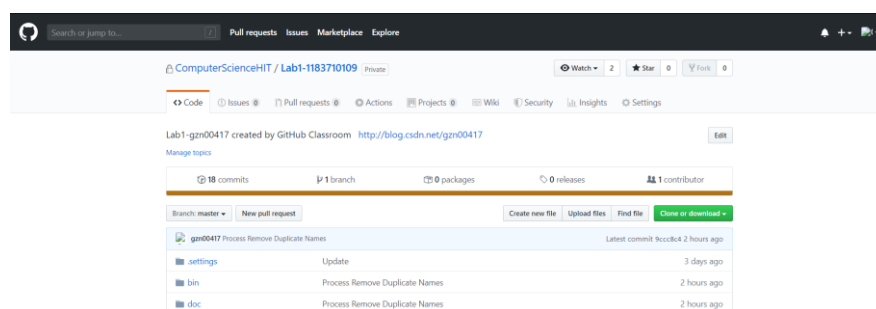 Search or jump to... / Pull requests Issues Marketplace Explore
ComputerScienceHIT / Lab1-1183710109 Private Watch 2 Star 0 Fork 0
Code Issues 0 Pull requests 0 Actions Projects 0 Wiki Security Insights Settings
Lab1-gzn00417 created by GitHub Classroom http://blog.csdn.net/gzn00417 Edit
Manage topics
18 commits 1 branch 0 packages 0 releases 1 contributor
Branch: master New pull request Create new file Upload files Find file Clone or download
gzn00417 Process Remove Duplicate Names Latest commit 9ccc8c4 2 hours ago
.settings Update 3 days ago
bin Process Remove Duplicate Names 2 hours ago
doc Process Remove Duplicate Names 2 hours ago